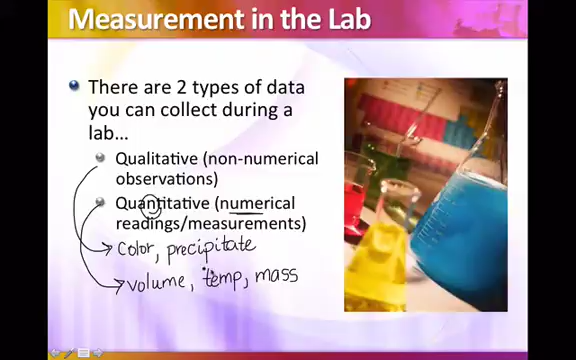 Measurement in the Lab
There are 2 types of data
you can collect during a
lab…
Qualitative (non-numerical
observations)
Quantitative (numerical
readings/measurements)
color, precipitate
volume, temp, mass